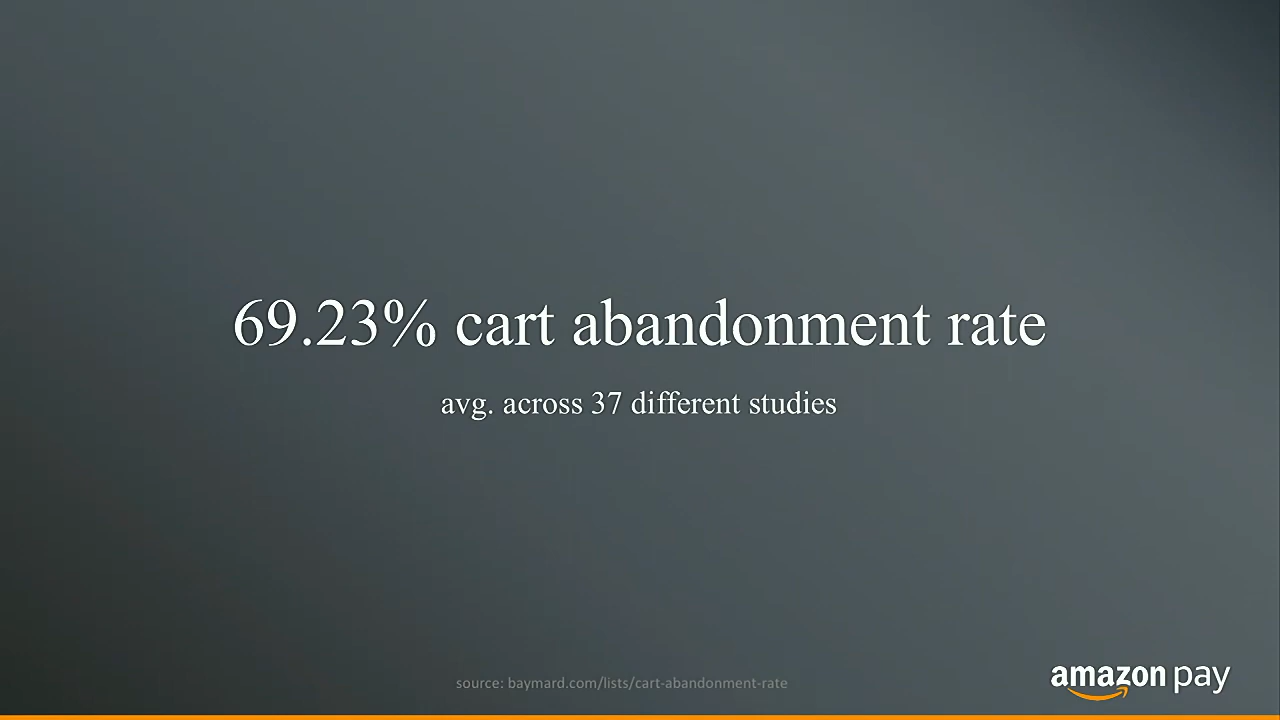 69.23% cart abandonment rate
avg. across 37 different studies
source: baymard.com/lists/cart-abandonment-rate
amazon pay